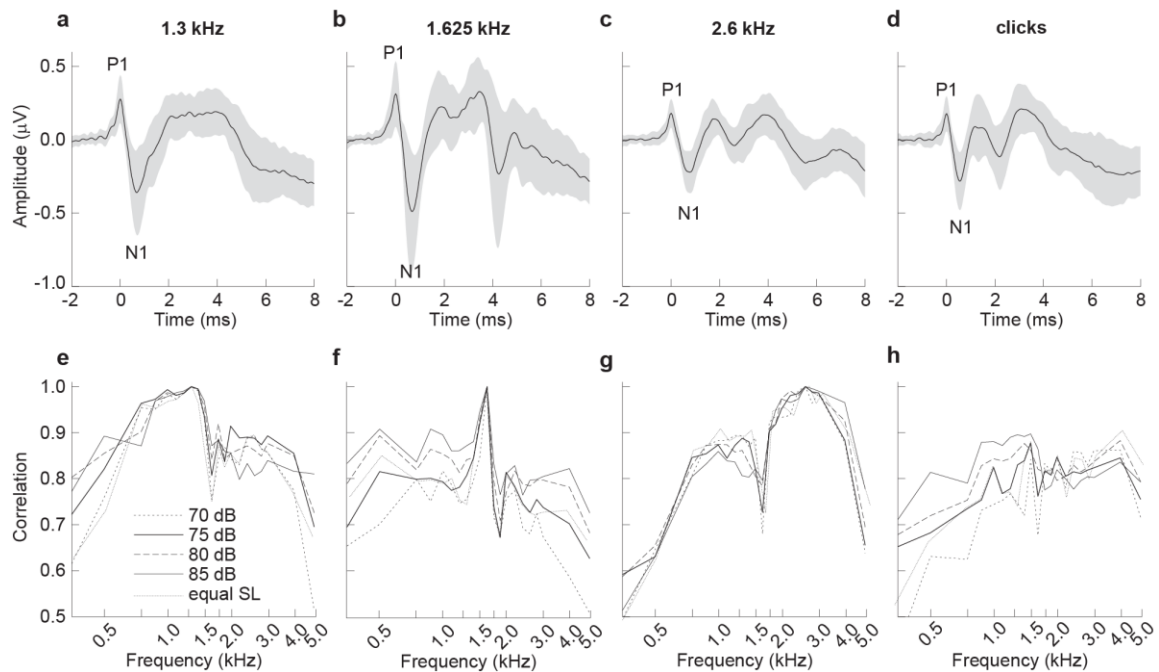 a 1.3 kHz
b 1.625 kHz
c 2.6 kHz
d clicks
Amplitude (μV)
0.5
0.0
-0.5
-1.0
P1
N1
P1
N1
P1
N1
P1
N1
-2 0 2 4 6 8
-2 0 2 4 6 8
-2 0 2 4 6 8
-2 0 2 4 6 8
Time (ms)
Time (ms)
Time (ms)
Time (ms)
e
f
g
h
Correlation
1.0
0.9
0.8
0.7
0.6
0.5
70 dB
75 dB
80 dB
85 dB
equal SL
0.5 1.0 1.5 2.0 3.0 4.0 5.0
0.5 1.0 1.5 2.0 3.0 4.0 5.0
0.5 1.0 1.5 2.0 3.0 4.0 5.0
0.5 1.0 1.5 2.0 3.0 4.0 5.0
Frequency (kHz)
Frequency (kHz)
Frequency (kHz)
Frequency (kHz)